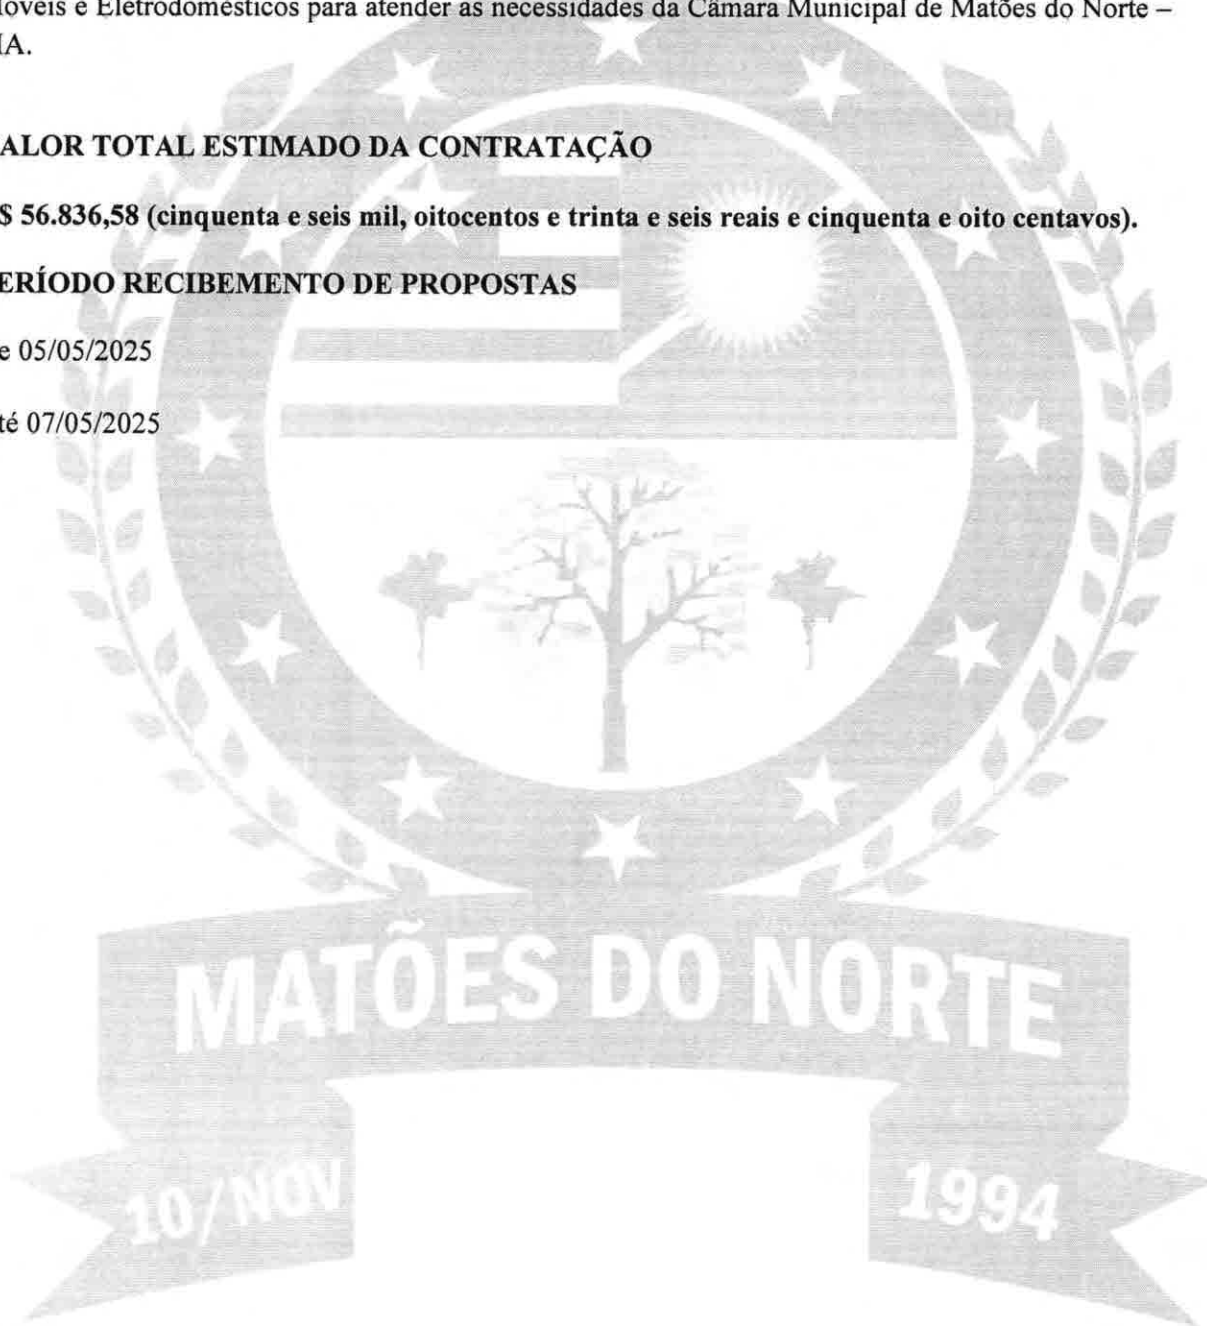 óveis e Eletrodomésticos para atender as necessidades da Câmara Municipal de Matões do Norte –
IA.
ALOR TOTAL ESTIMADO DA CONTRATAÇÃO
$ 56.836,58 (cinquenta e seis mil, oitocentos e trinta e seis reais e cinquenta e oito centavos).
ERÍODO RECIBEMENTO DE PROPOSTAS
e 05/05/2025
té 07/05/2025
MATÕES DO NORTE
10/NOV
1994